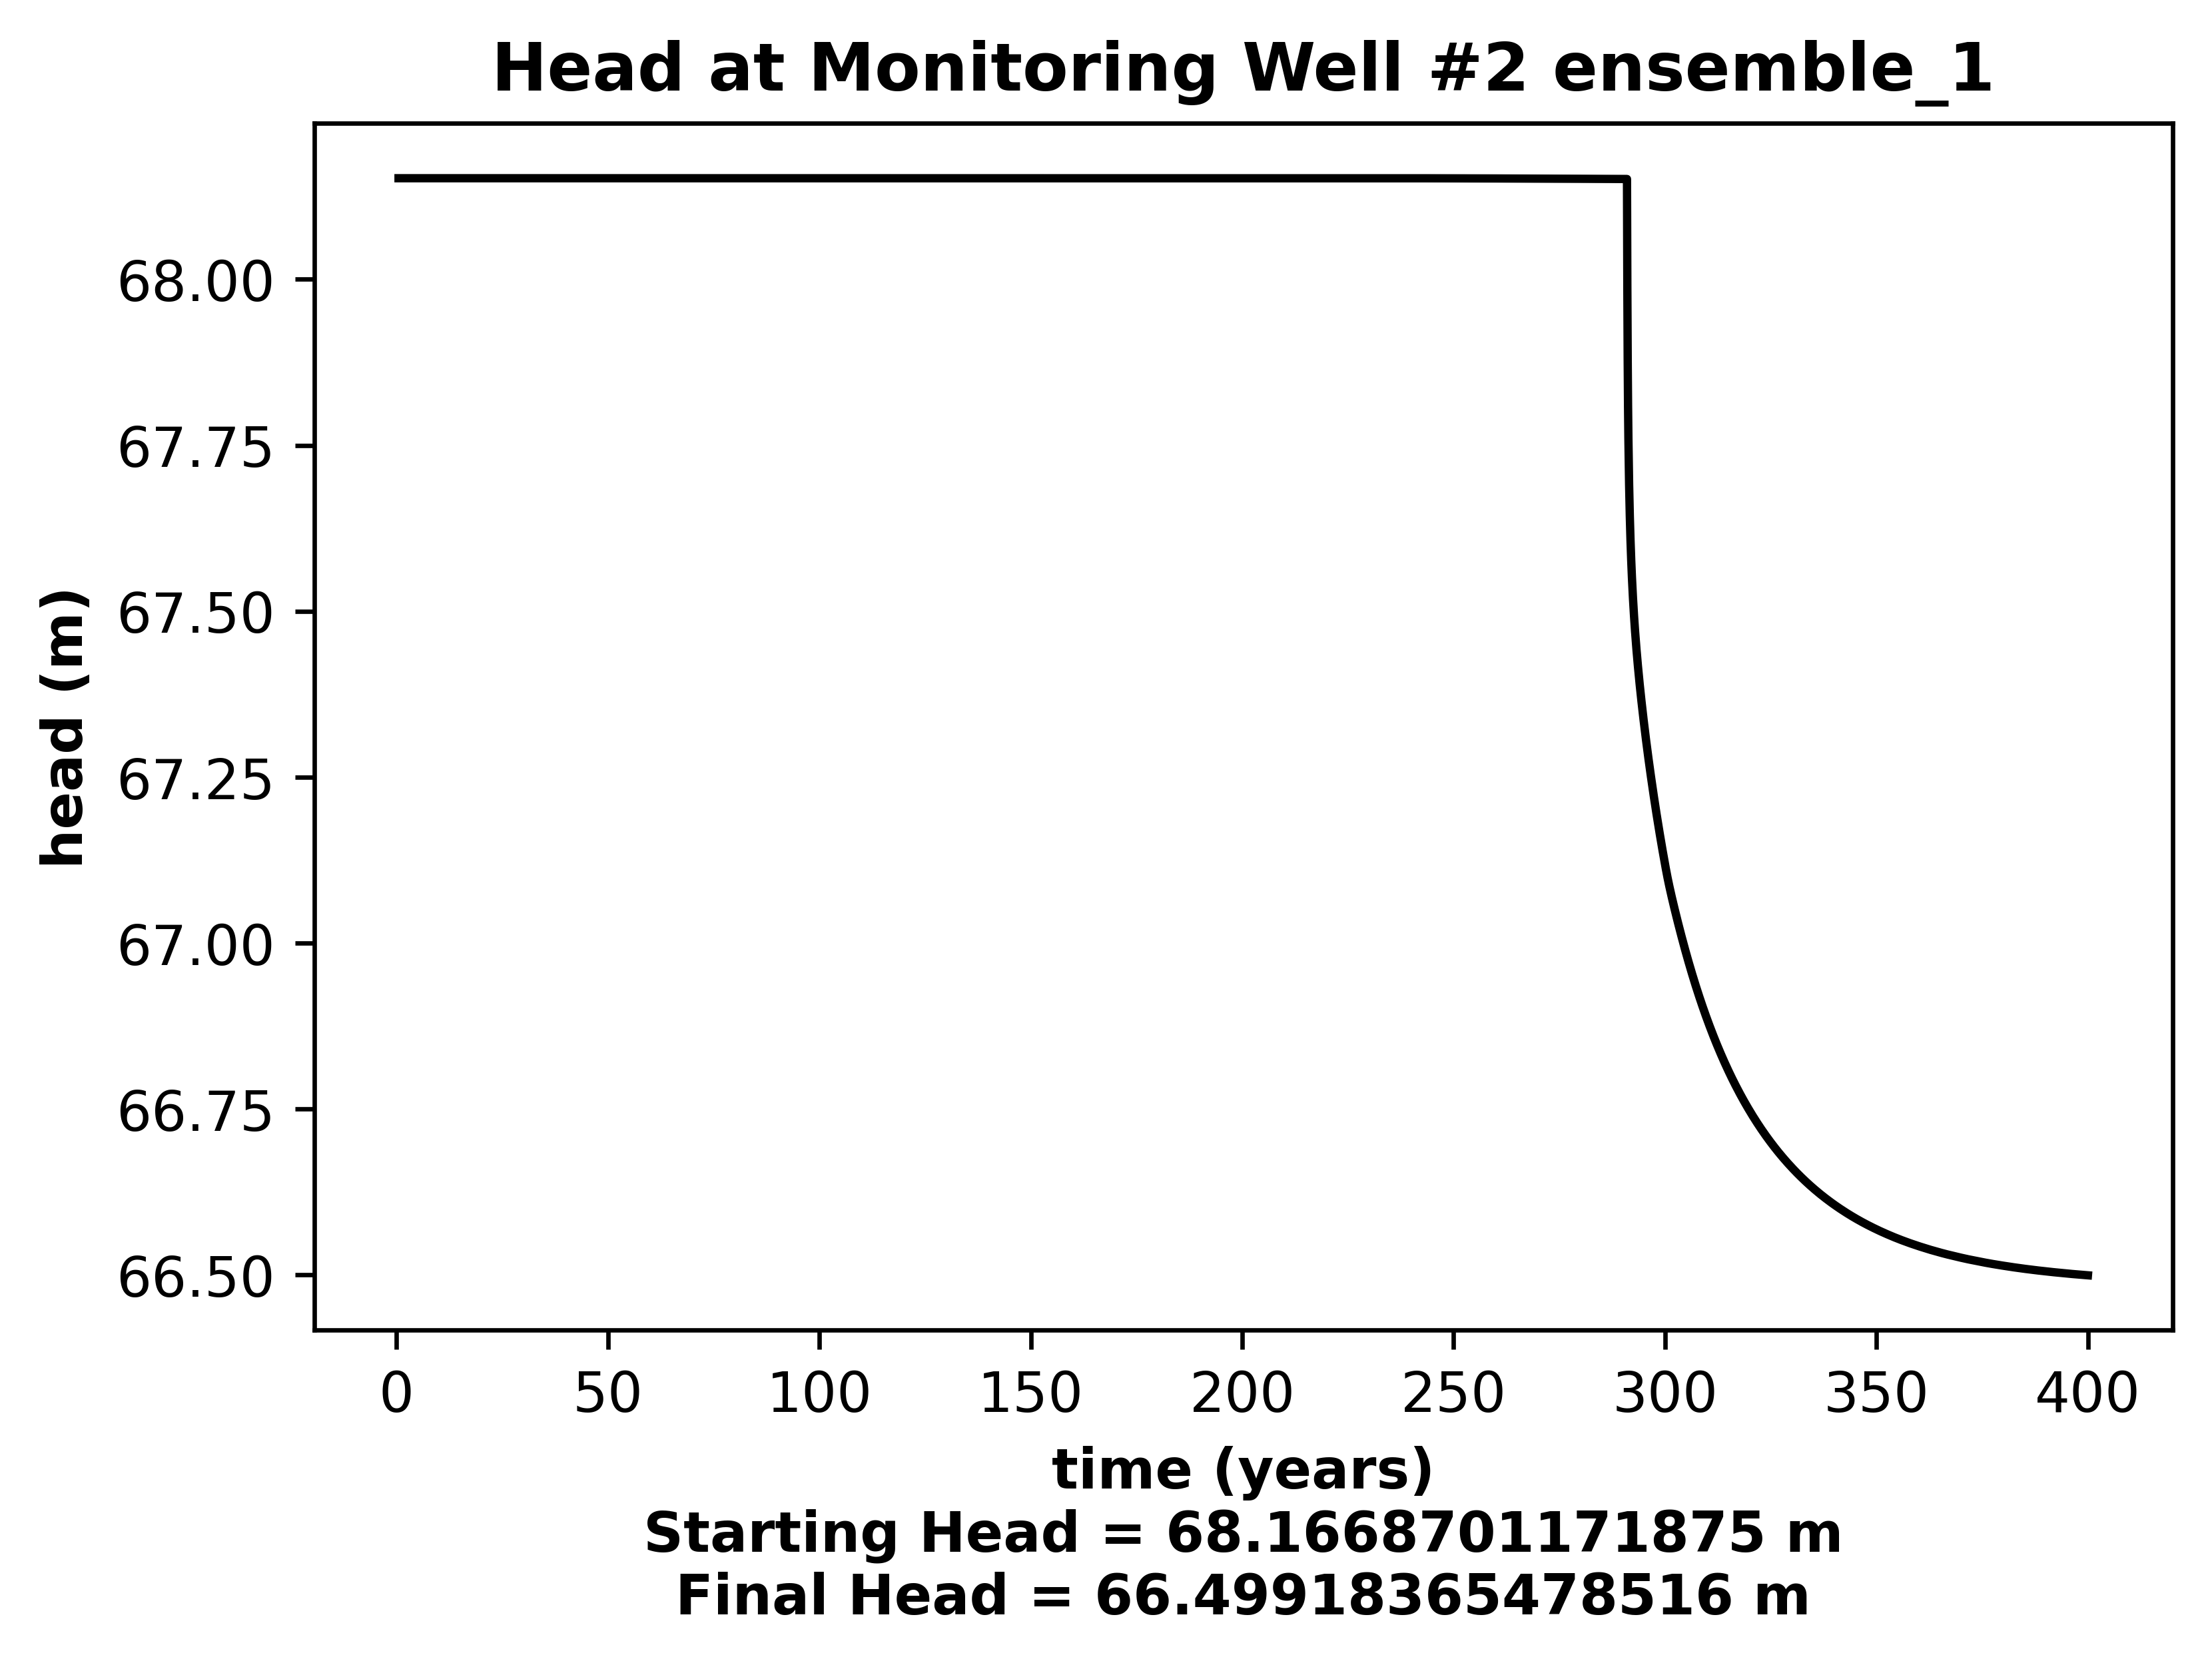 Head at Monitoring Well #2 ensemble_1
head (m)
68.00
67.75
67.50
67.25
67.00
66.75
66.50
0 50 100 150 200 250 300 350 400
time (years)
Starting Head = 68.1668701171875 m
Final Head = 66.49918365478516 m